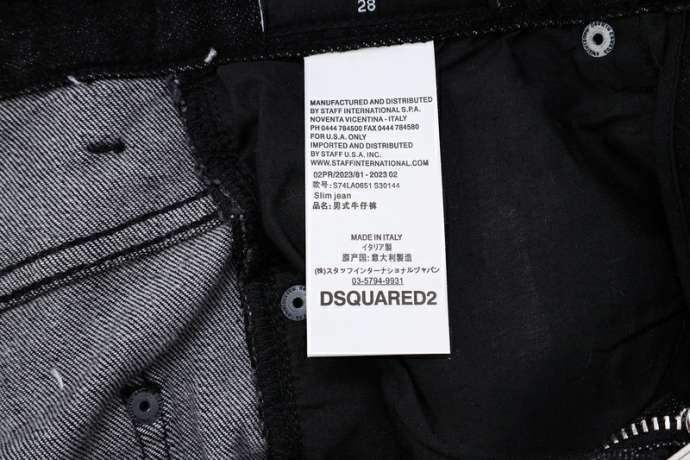 28
MANUFACTURED AND DISTRIBUTED
BY STAFF INTERNATIONAL S.P.A.
NOVENTA VICENTINA - ITALY
PH 0444 784500 FAX 0444 784580
FOR U.S.A. ONLY
IMPORTED AND DISTRIBUTED
BY STAFF U.S.A, INC.
WWW.STAFFINTERNATIONAL.COM
02PR/2023/81 - 2023 02
款号: S74LA0651 S30144
Slim jean
品名: 男式牛仔裤
MADE IN ITALY
イタリア製
原产国: 意大利製造
(株)スタッフインターナショナルジャパン
03-5794-9931
DSQUARED2